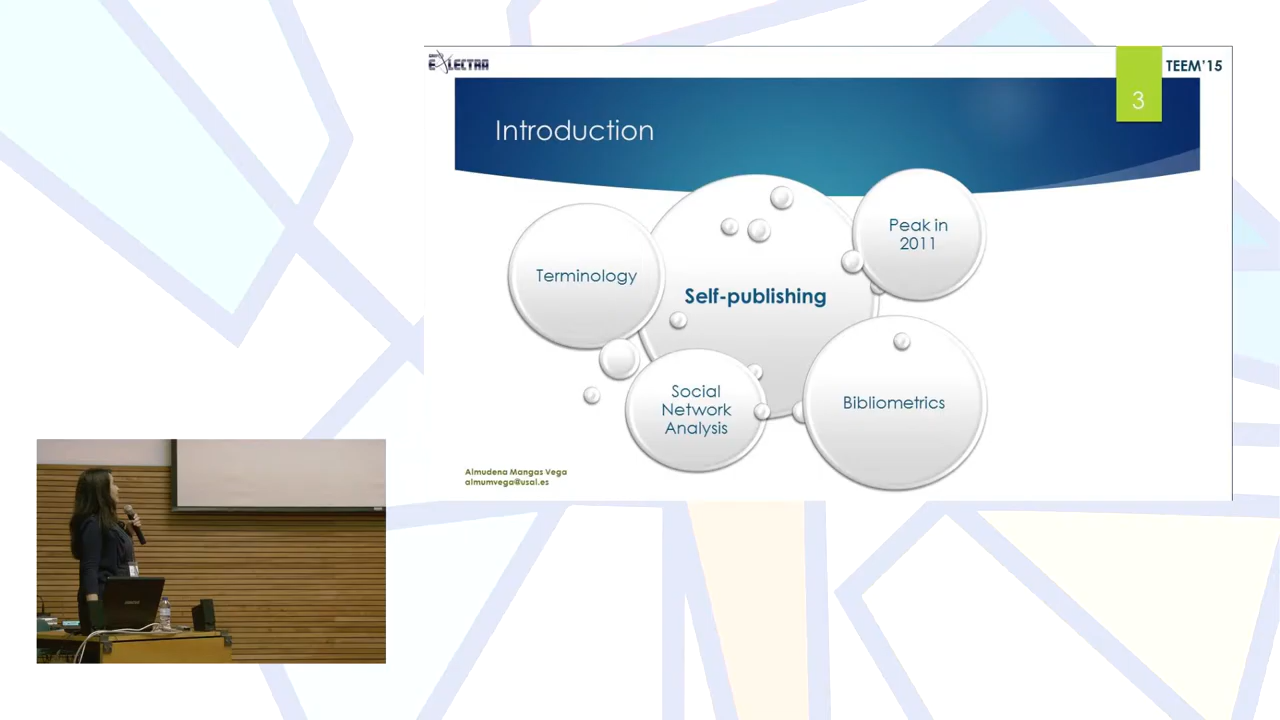 EXLECTRA
TEEM'15
3
Introduction
Terminology
Self-publishing
Peak in
2011
Social
Network
Analysis
Bibliometrics
Almudena Mangas Vega
almumvega@usal.es